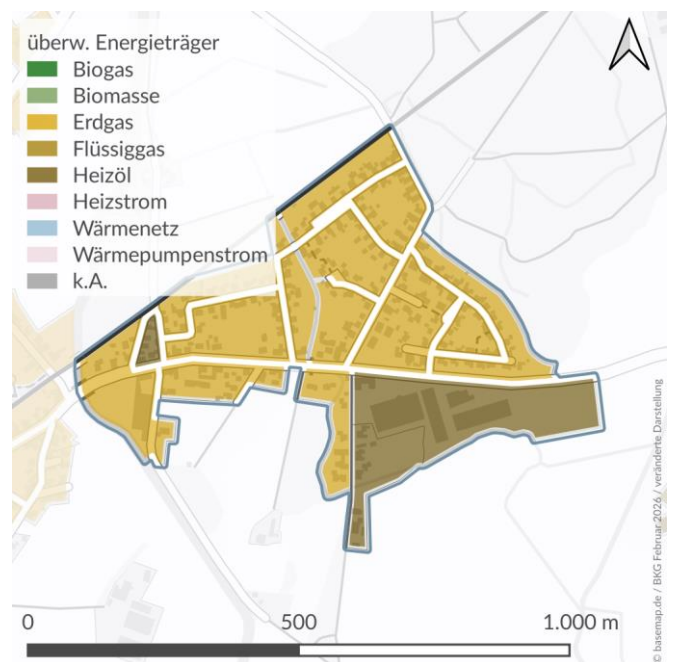 überw. Energieträger
Biogas
Biomasse
Erdgas
Flüssiggas
Heizöl
Heizstrom
Wärmenetz
Wärmepumpenstrom
k.A.
0 500 1.000 m
© basemap.de / BKG Februar 2026 / veränderte Darstellung